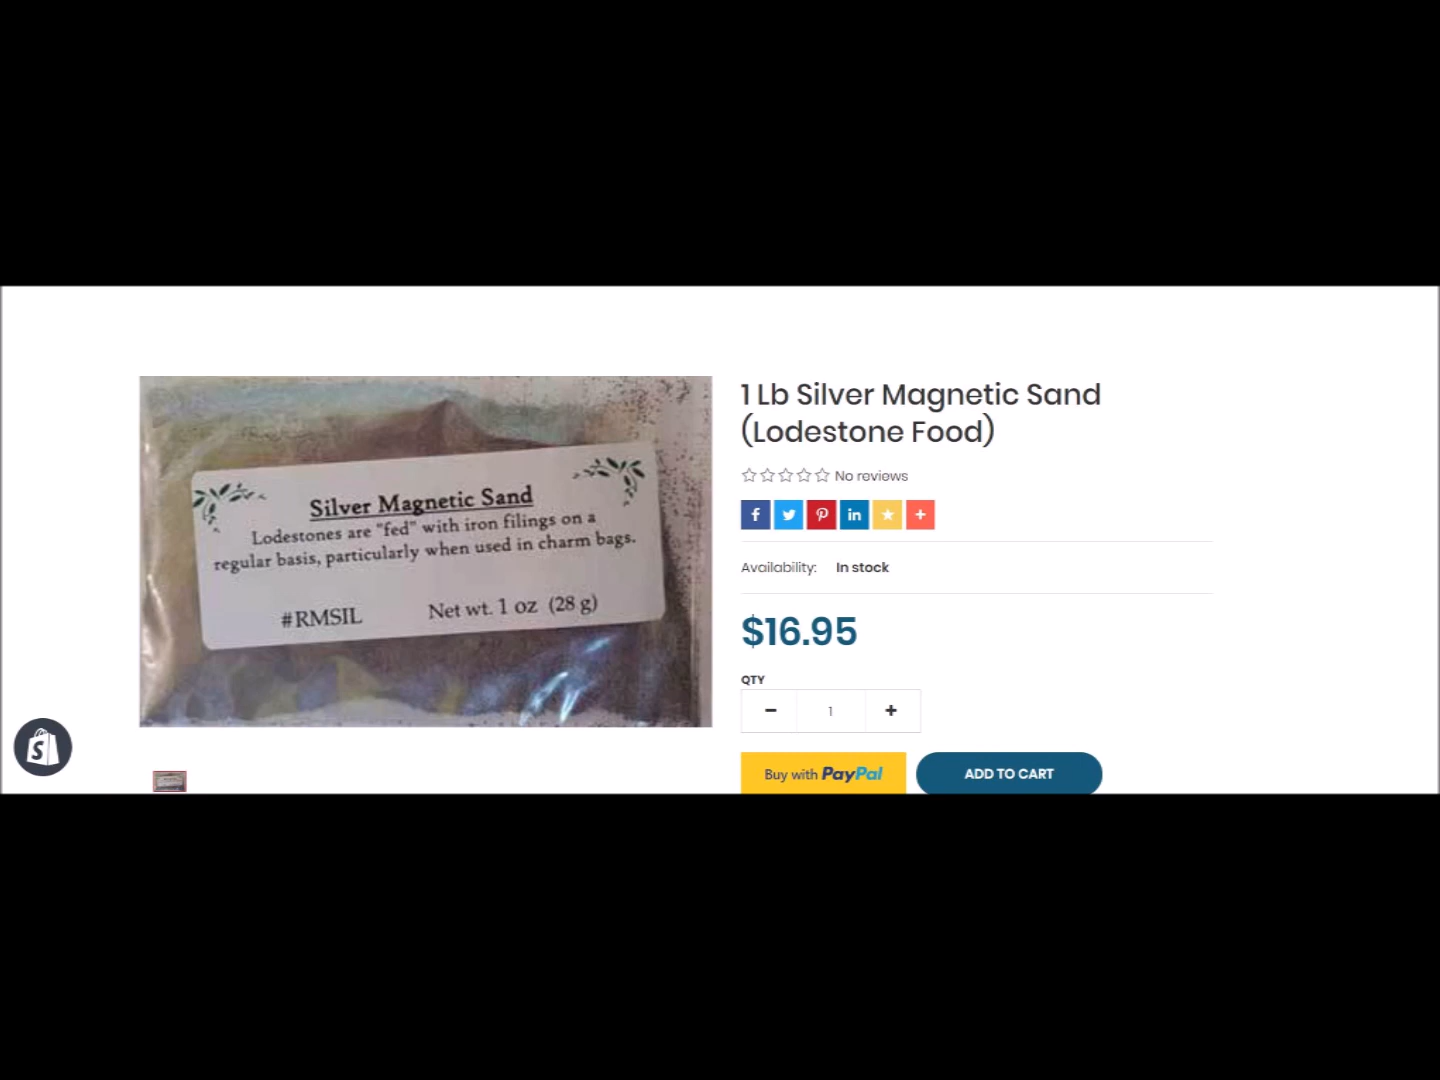 Silver Magnetic Sand
Lodestones are "fed" with iron filings on a
regular basis, particularly when used in charm bags.
#RMSIL Net wt. 1 oz (28 g)
1 Lb Silver Magnetic Sand
(Lodestone Food)
No reviews
Availability: In stock
$16.95
QTY
1
Buy with PayPal
ADD TO CART